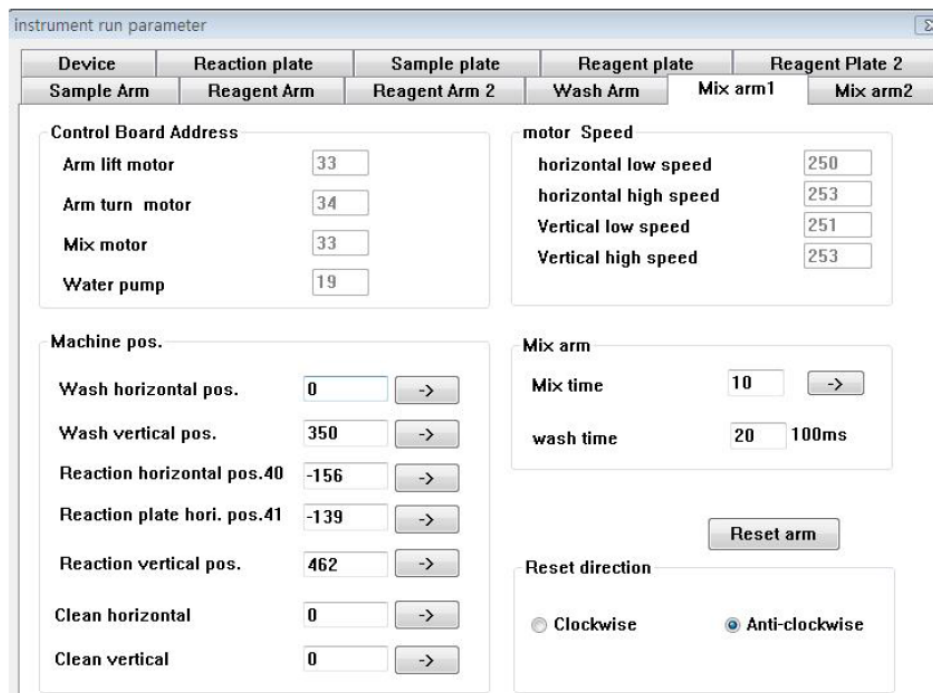 instrument run parameter
Device Reaction plate Sample plate Reagent plate Reagent Plate 2
Sample Arm Reagent Arm Reagent Arm 2 Wash Arm Mix arm1 Mix arm2
Control Board Address
Arm lift motor 33
Arm turn motor 34
Mix motor 33
Water pump 19
motor Speed
horizontal low speed 250
horizontal high speed 253
Vertical low speed 251
Vertical high speed 253
Machine pos.
Wash horizontal pos. 0 ->
Wash vertical pos. 350 ->
Reaction horizontal pos.40 -156 ->
Reaction plate hori. pos.41 -139 ->
Reaction vertical pos. 462 ->
Clean horizontal 0 ->
Clean vertical 0 ->
Mix arm
Mix time 10 ->
wash time 20 100ms
Reset arm
Reset direction
Clockwise Anti-clockwise